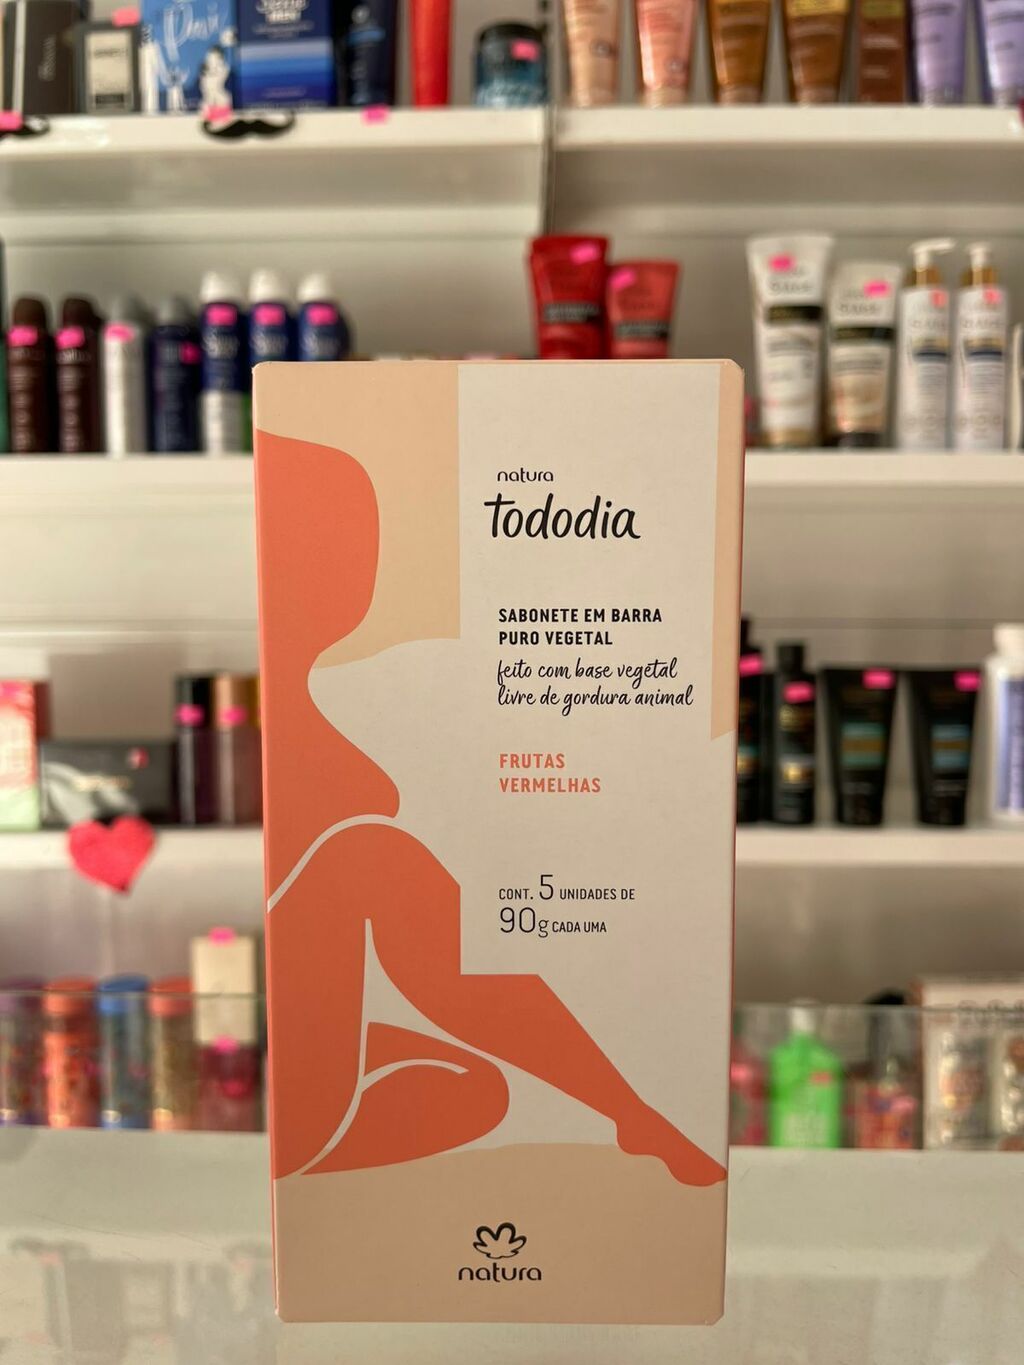 natura
Tododia
SABONETE EM BARRA
PURO VEGETAL
feito com base vegetal
livre de gordura animal
FRUTAS
VERMELHAS
CONT. 5 UNIDADES DE
90g CADA UMA
natura